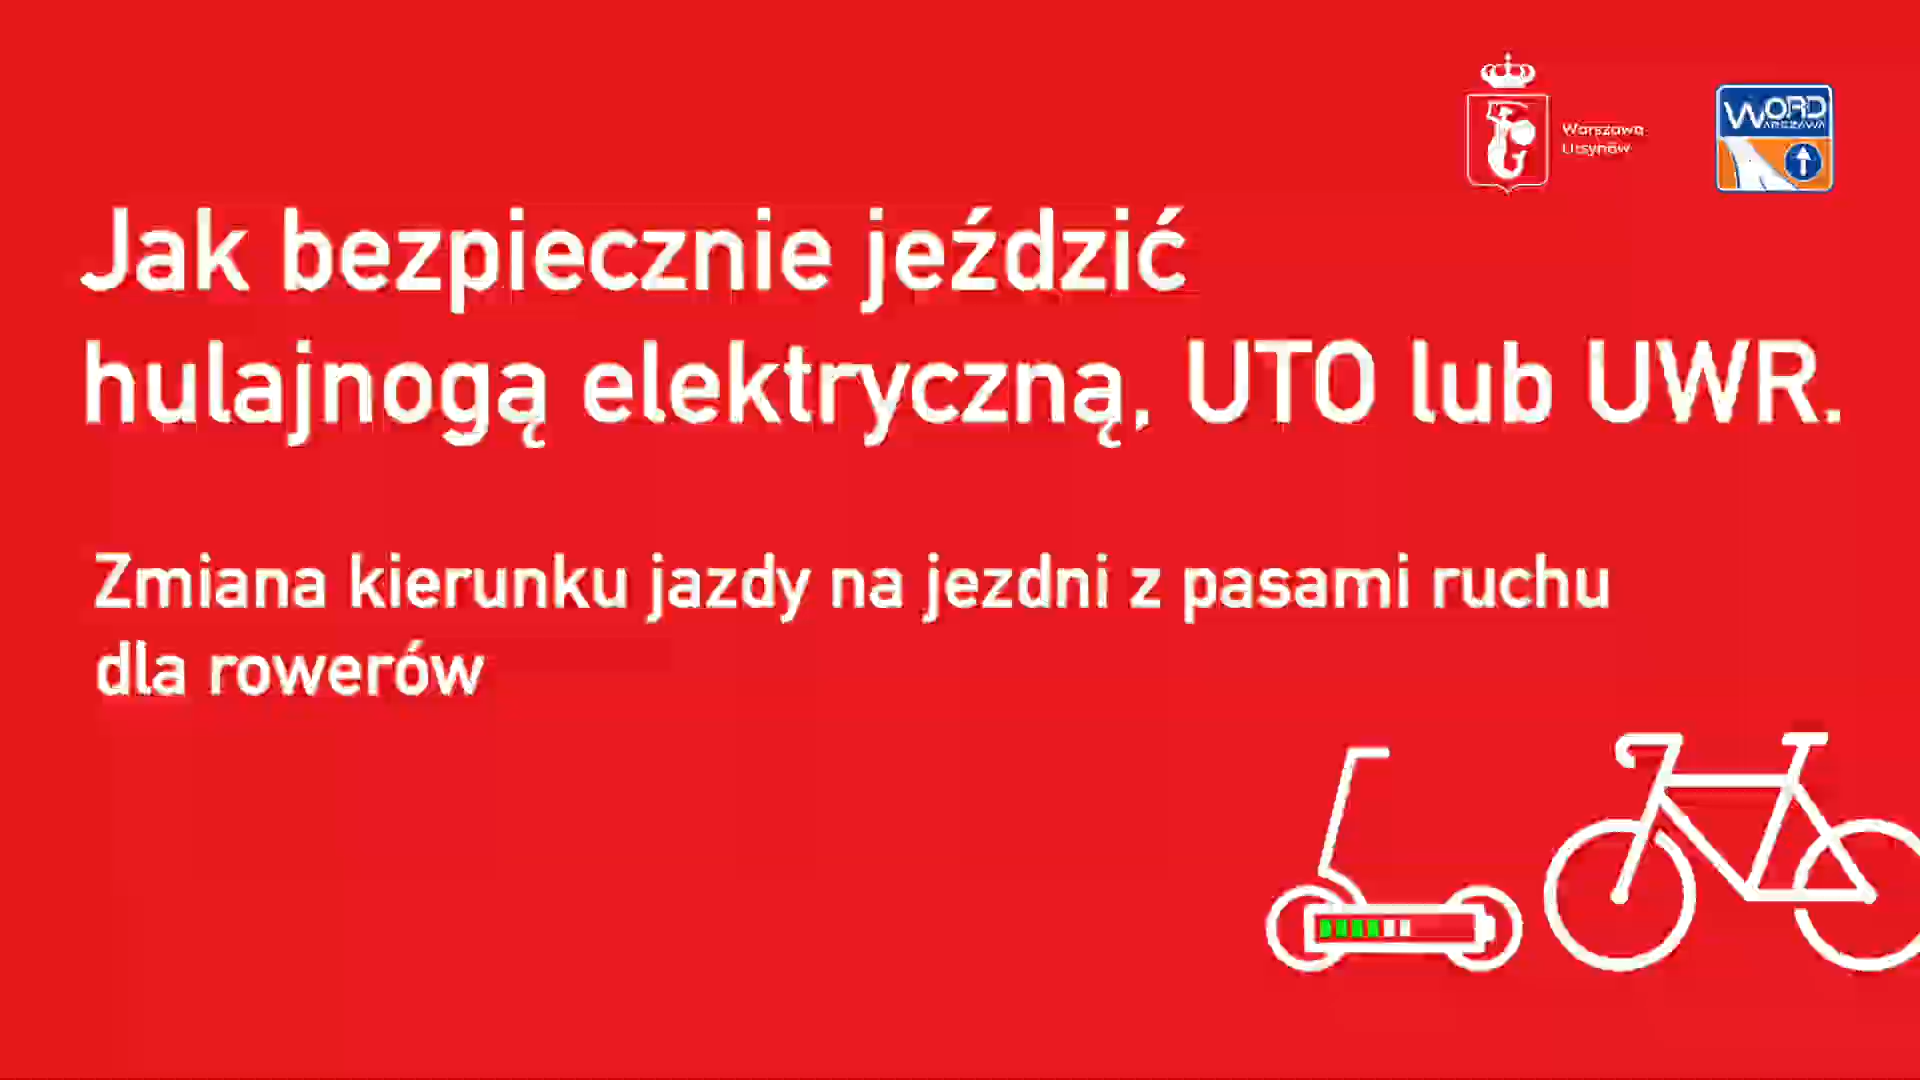 Warszawa
Ursynów
WORD
WARSZAWA
Jak bezpiecznie jeździć
hulajnogą elektryczną, UTO lub UWR.
Zmiana kierunku jazdy na jezdni z pasami ruchu
dla rowerów